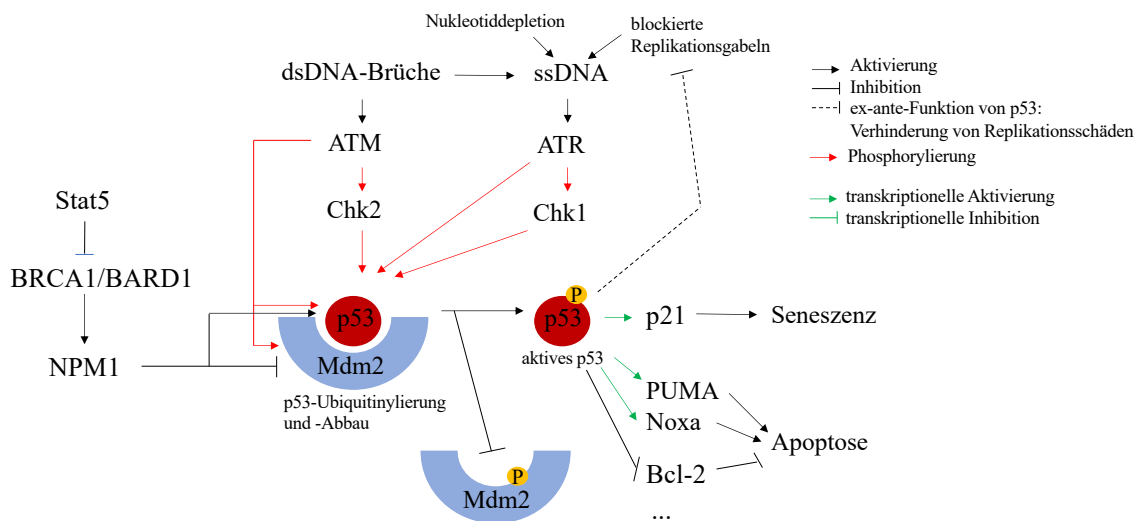 Nukleotiddepletion
blockierte
Replikationsgabeln
dsDNA-Brüche
ssDNA
ATM
ATR
Chk2
Chk1
Stat5
BRCA1/BARD1
NPM1
p53
Mdm2
p53-Ubiquitinylierung
und -Abbau
P
Mdm2
P
p53
aktives p53
p21
Seneszenz
PUMA
Noxa
Apoptose
Bcl-2
...
Aktivierung
Inhibition
ex-ante-Funktion von p53:
Verhinderung von Replikationsschäden
Phosphorylierung
transkriptionelle Aktivierung
transkriptionelle Inhibition